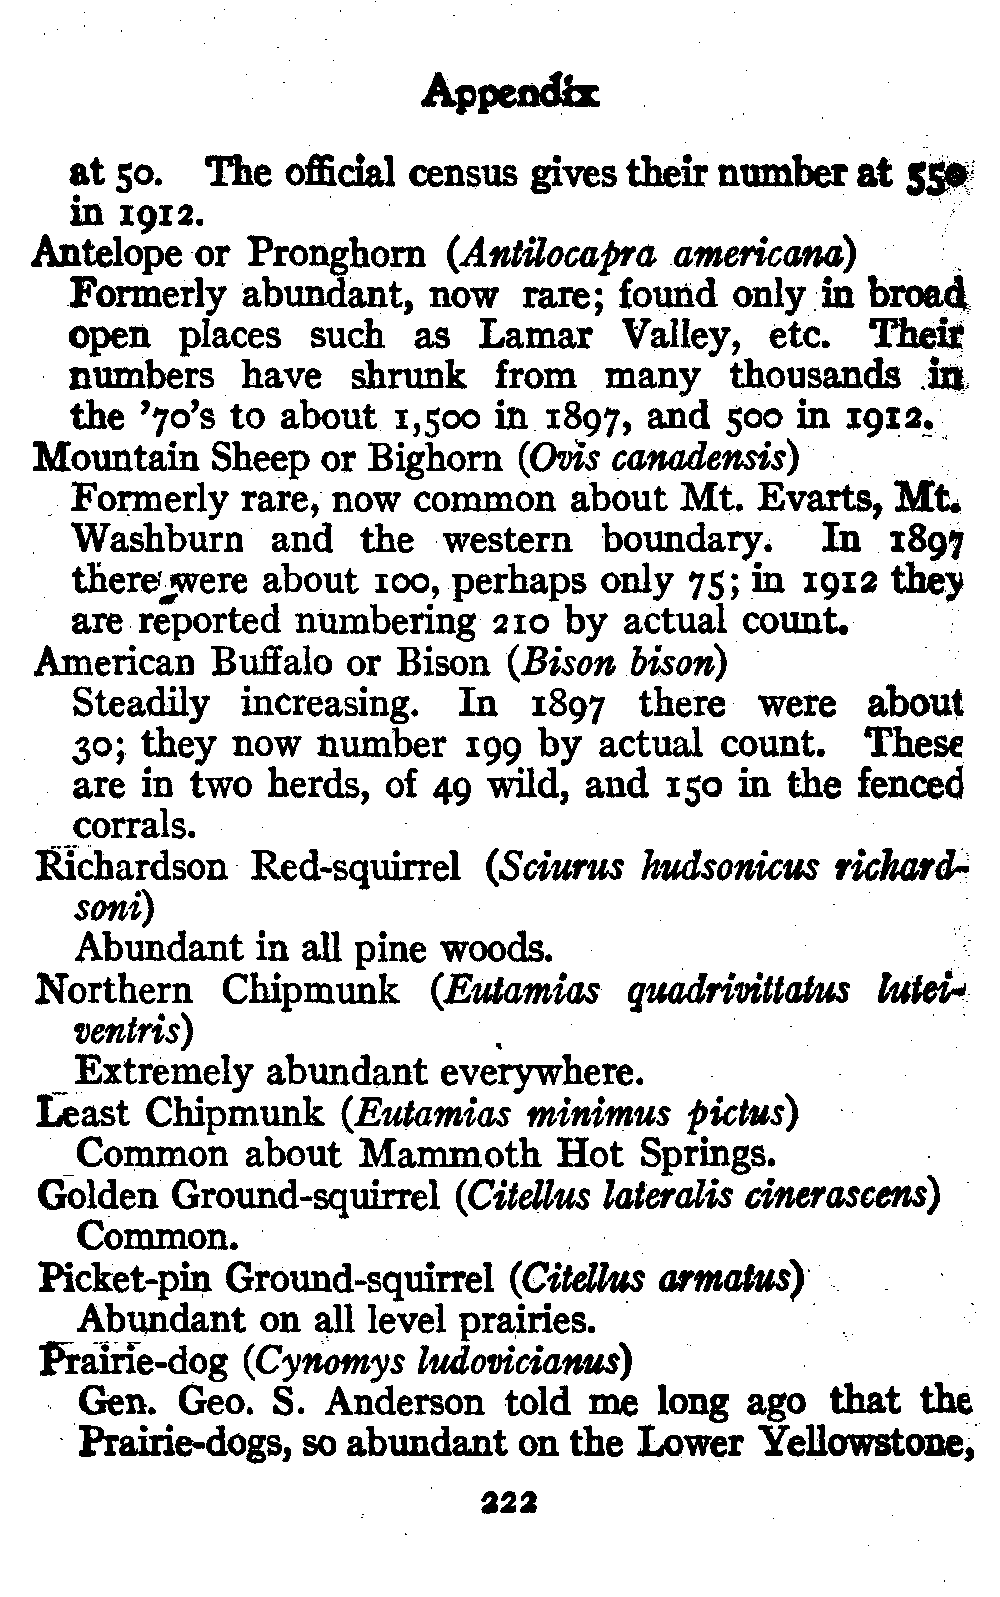 Appendix
at 50. The official census gives their number at 550
in 1912.
Antelope or Pronghorn (Antilocapra americana)
Formerly abundant, now rare; found only in broad
open places such as Lamar Valley, etc. Their
numbers have shrunk from many thousands in
the '70's to about 1,500 in 1897, and 500 in 1912.
Mountain Sheep or Bighorn (Ovis canadensis)
Formerly rare, now common about Mt. Evarts, Mt.
Washburn and the western boundary. In 1897
there were about 100, perhaps only 75; in 1912 they
are reported numbering 210 by actual count.
American Buffalo or Bison (Bison bison)
Steadily increasing. In 1897 there were about
30; they now number 199 by actual count. These
are in two herds, of 49 wild, and 150 in the fenced
corrals.
Richardson Red-squirrel (Sciurus hudsonicus richard-
soni)
Abundant in all pine woods.
Northern Chipmunk (Eutamias quadrivittatus lutei-
ventris)
Extremely abundant everywhere.
Least Chipmunk (Eutamias minimus pictus)
Common about Mammoth Hot Springs.
Golden Ground-squirrel (Citellus lateralis cinerascens)
Common.
Picket-pin Ground-squirrel (Citellus armatus)
Abundant on all level prairies.
Prairie-dog (Cynomys ludovicianus)
Gen. Geo. S. Anderson told me long ago that the
Prairie-dogs, so abundant on the Lower Yellowstone,
222